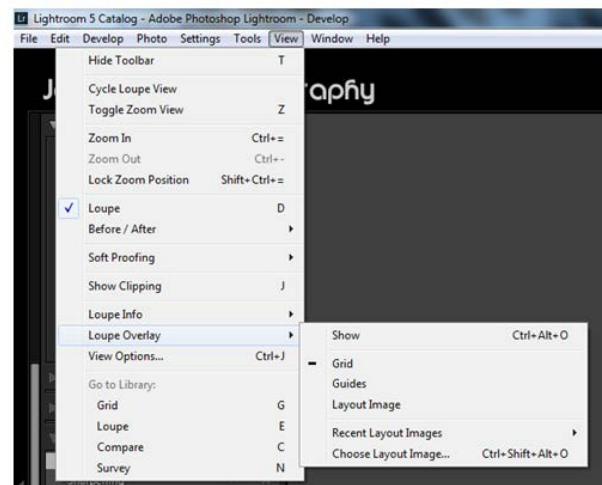 Lightroom 5 Catalog - Adobe Photoshop Lightroom - Develop
File Edit Develop Photo Settings Tools View Window Help
Hide Toolbar T
Cycle Loupe View
Toggle Zoom View Z
Zoom In Ctrl+=
Zoom Out Ctrl+-
Lock Zoom Position Shift+Ctrl+=
Loupe D
Before / After
Soft Proofing
Show Clipping J
Loupe Info
Loupe Overlay
View Options... Ctrl+J
Go to Library:
Grid G
Loupe E
Compare C
Survey N
Show Ctrl+Alt+O
Grid
Guides
Layout Image
Recent Layout Images
Choose Layout Image... Ctrl+Shift+Alt+O